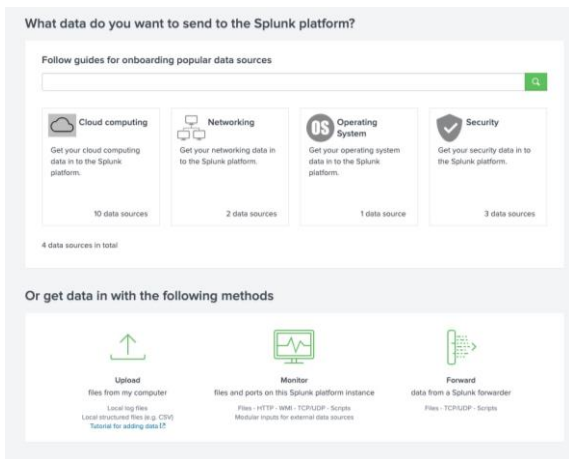 What data do you want to send to the Splunk platform?
Follow guides for onboarding popular data sources
Cloud computing
Get your cloud computing
data in to the Splunk
platform.
10 data sources
Networking
Get your networking data in
to the Splunk platform.
2 data sources
OS
Operating
System
Get your operating system
data in to the Splunk
platform.
1 data source
Security
Get your security data in to
the Splunk platform.
3 data sources
4 data sources in total
Or get data in with the following methods
Upload
files from my computer
Local log files
Local structured files (e.g. CSV)
Tutorial for adding data
Monitor
files and ports on this Splunk platform instance
Files - HTTP - WMI - TCP/UDP - Scripts
Modular inputs for external data sources
Forward
data from a Splunk forwarder
Files - TCP/UDP - Scripts